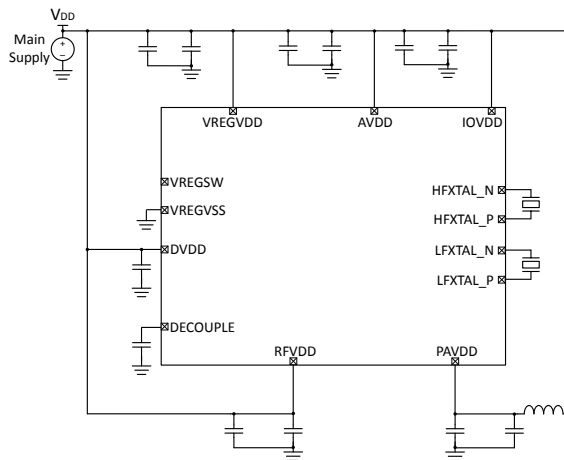 VDD
Main
Supply
+
–
VREGVDD
AVDD
IOVDD
VREGSW
HFXTAL_N
VREGVSS
HFXTAL_P
DVDD
LFXTAL_N
LFXTAL_P
DECOUPLE
RFVDD
PAVDD